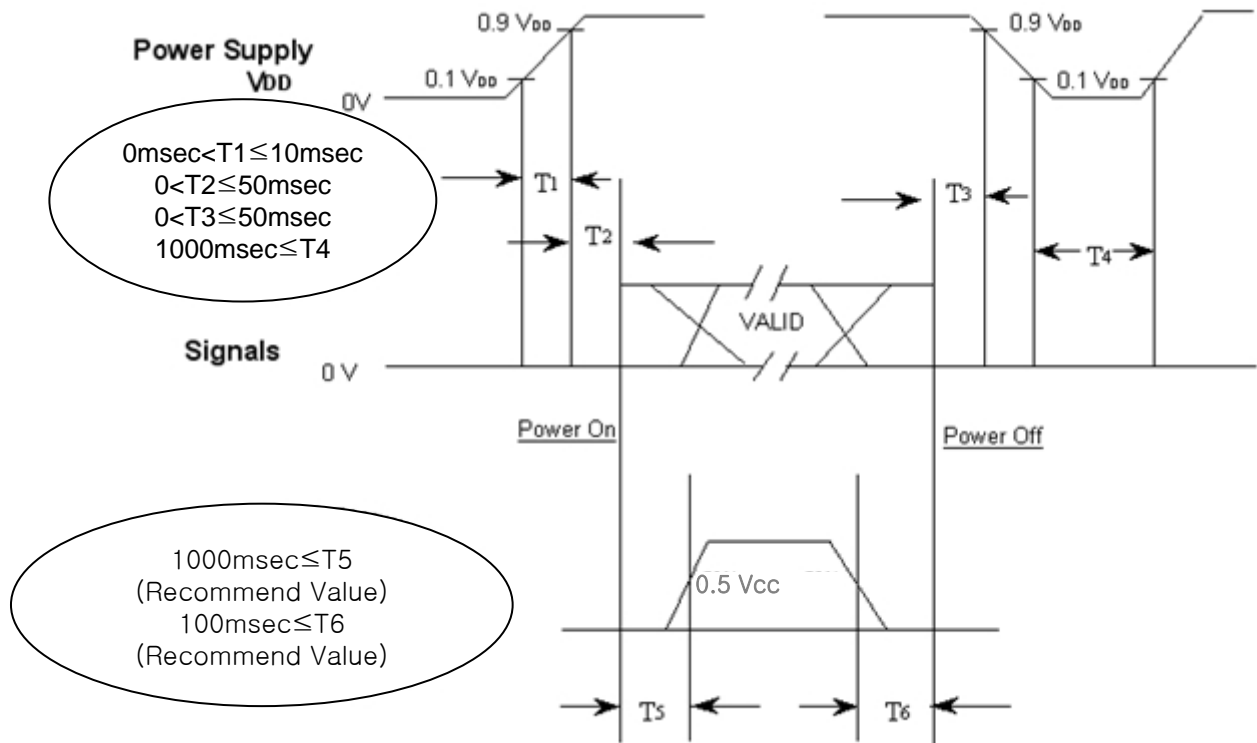 0.9 VDD
0.9 VDD
Power Supply
VDD
0.1 VDD
0.1 VDD
0V
0msec<T1≤10msec
0<T2≤50msec
0<T3≤50msec
1000msec≤T4
T1
T3
T2
T4
VALID
Signals
0 V
Power On
Power Off
1000msec≤T5
(Recommend Value)
100msec≤T6
(Recommend Value)
0.5 Vcc
T5
T6